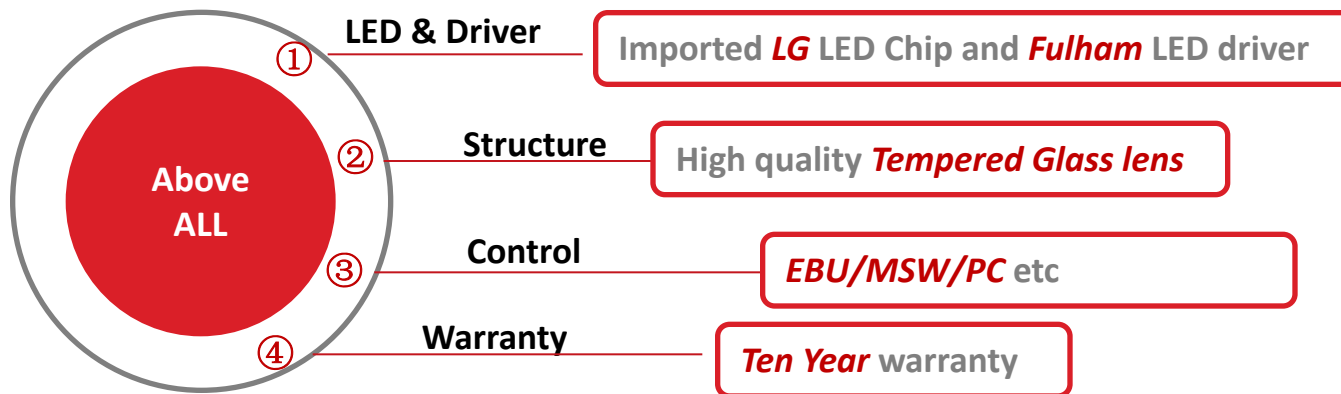 ① LED & Driver Imported LG LED Chip and Fulham LED driver
② Structure High quality Tempered Glass lens
Above
ALL
③ Control EBU/MSW/PC etc
④ Warranty Ten Year warranty